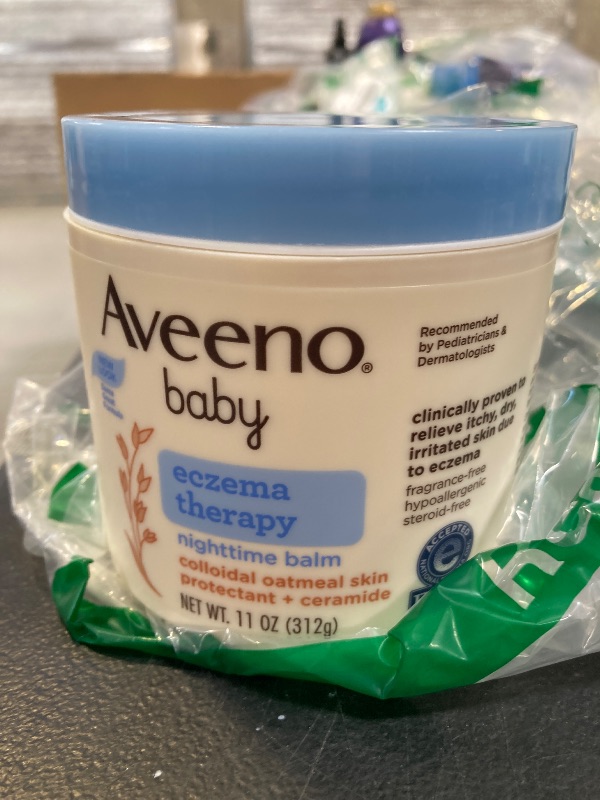 Aveeno®
baby
eczema
therapy
nighttime balm
colloidal oatmeal skin
protectant + ceramide
NET WT. 11 OZ (312g)
Recommended
by Pediatricians &
Dermatologists
clinically proven to
relieve itchy, dry,
irritated skin due
to eczema
fragrance-free
hypoallergenic
steroid-free
ACCEPTED
e